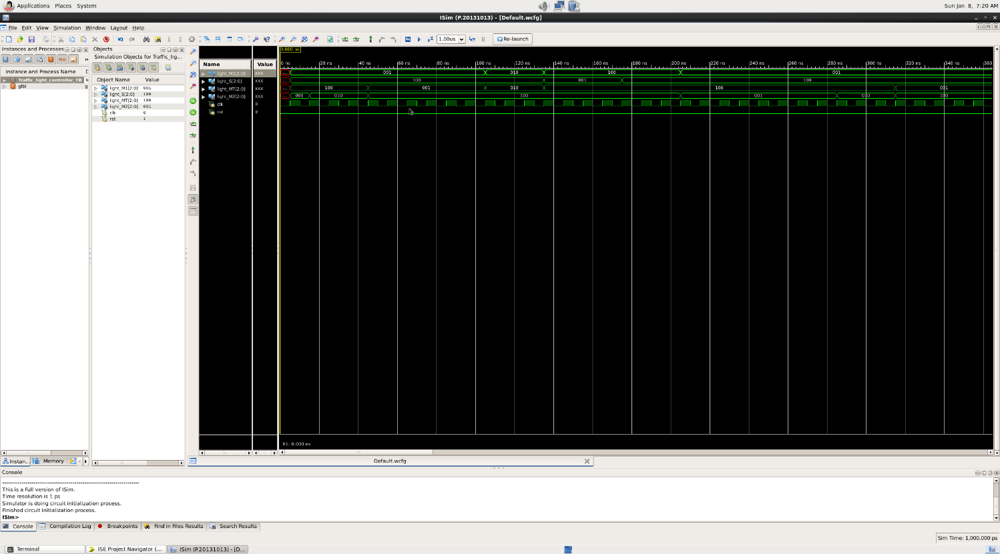 Applications Places System
Sun Jan 8, 7:20 AM
ISim (P.20131013) - [Default.wcfg]
File Edit View Simulation Window Layout Help
1.00us Re-launch
Instances and Processes
Objects
Simulation Objects for Traffic_lig...
Instance and Process Name
Traffic_light_controller_TB
glbl
Object Name Value
light_M1[2:0] 001
light_S[2:0] 100
light_MT[2:0] 100
light_M2[2:0] 001
clk 0
rst 1
Name Value
light_M1[2:0] XXX
light_S[2:0] XXX
light_MT[2:0] XXX
light_M2[2:0] XXX
clk 0
rst 0
0.000 ns
0 ns 20 ns 40 ns 60 ns 80 ns 100 ns 120 ns 140 ns 160 ns 180 ns 200 ns 220 ns 240 ns 260 ns 280 ns 300 ns 320 ns 340 ns 360
... 001 010 100 001
... 100 001 100
... 100 001 010 100 001
... 001 010 100 001 010 100
X1: 0.000 ns
Instan... Memory
Default.wcfg
Console
This is a Full version of ISim.
Time resolution is 1 ps
Simulator is doing circuit initialization process.
Finished circuit initialization process.
ISim>
Console Compilation Log Breakpoints Find in Files Results Search Results
Sim Time: 1,000,000 ps
Terminal ISE Project Navigator (... ISim (P.20131013) - [D...